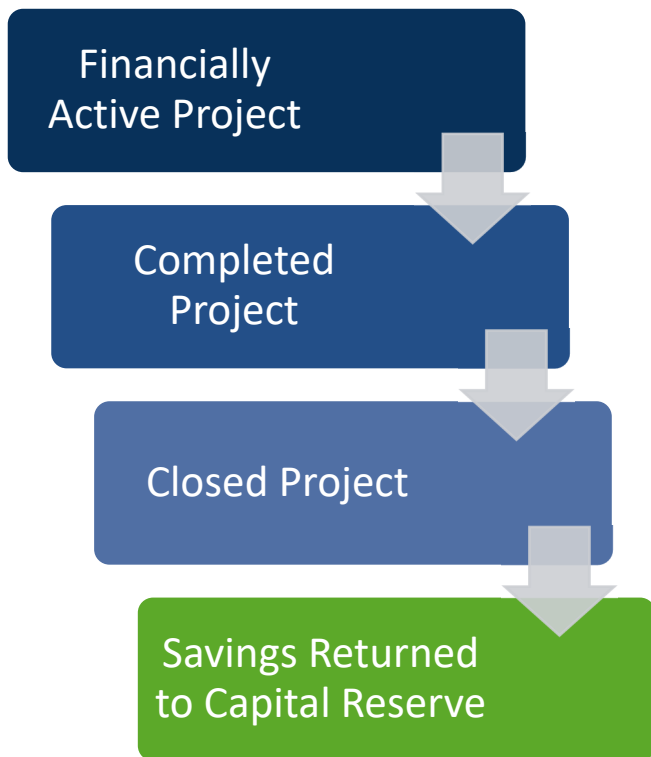 Financially
Active Project
Completed
Project
Closed Project
Savings Returned
to Capital Reserve